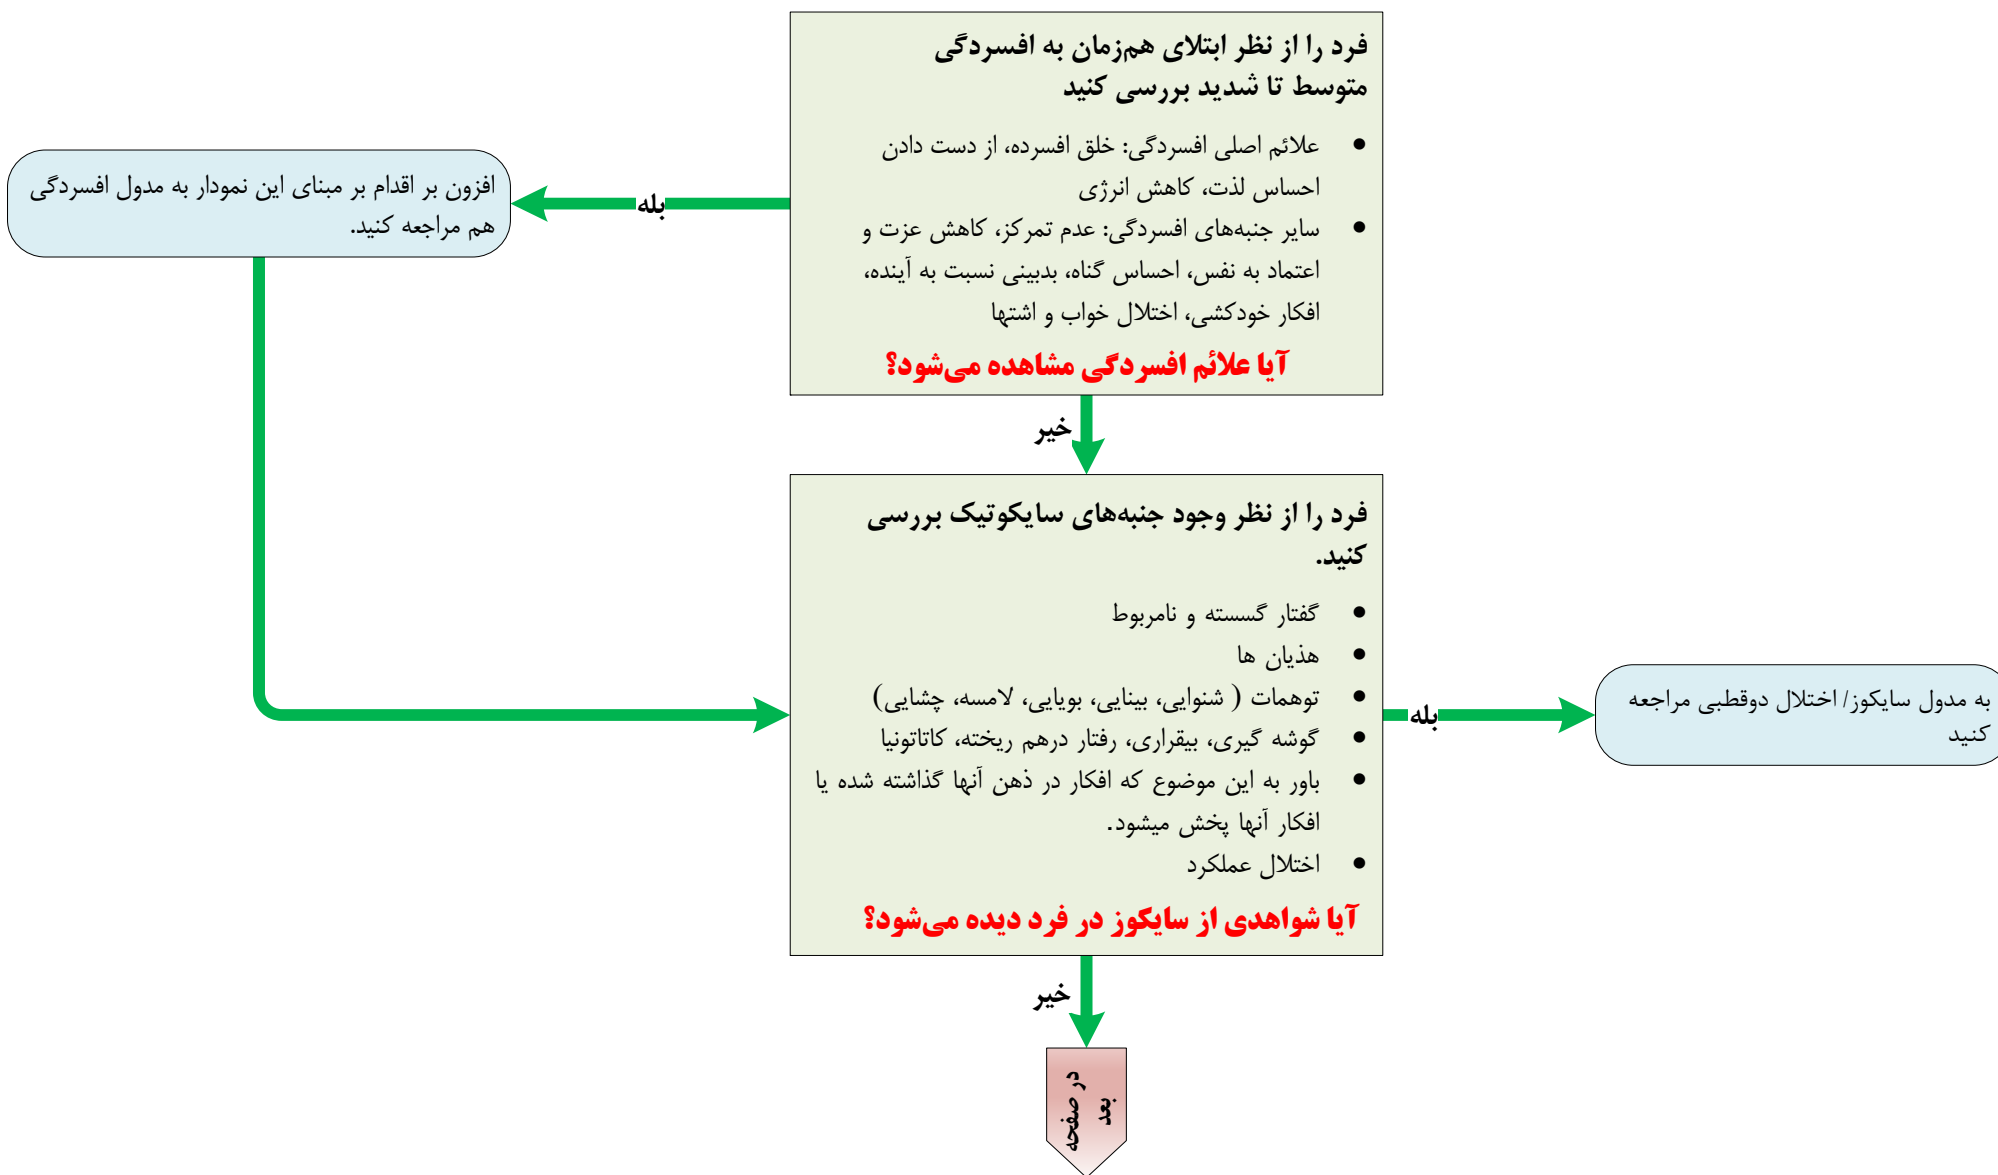 فرد را از نظر ابتلای هم‌زمان به افسردگی
متوسط تا شدید بررسی کنید
● علائم اصلی افسردگی: خلق افسرده، از دست دادن
احساس لذت، کاهش انرژی
● سایر جنبه‌های افسردگی: عدم تمرکز، کاهش عزت و
اعتماد به نفس، احساس گناه، بدبینی نسبت به آینده،
افکار خودکشی، اختلال خواب و اشتها
آیا علائم افسردگی مشاهده می‌شود؟
بله
افزون بر اقدام بر مبنای این نمودار به مدول افسردگی
هم مراجعه کنید.
خیر
فرد را از نظر وجود جنبه‌های سایکوتیک بررسی
کنید.
● گفتار گسسته و نامربوط
● هذیان ها
● توهمات ( شنوایی، بینایی، بویایی، لامسه، چشایی)
● گوشه گیری، بیقراری، رفتار درهم ریخته، کاتاتونیا
● باور به این موضوع که افکار در ذهن آنها گذاشته شده یا
افکار آنها پخش میشود.
● اختلال عملکرد
آیا شواهدی از سایکوز در فرد دیده می‌شود؟
بله
به مدول سایکوز/ اختلال دوقطبی مراجعه
کنید
خیر
در صفحه
بعد